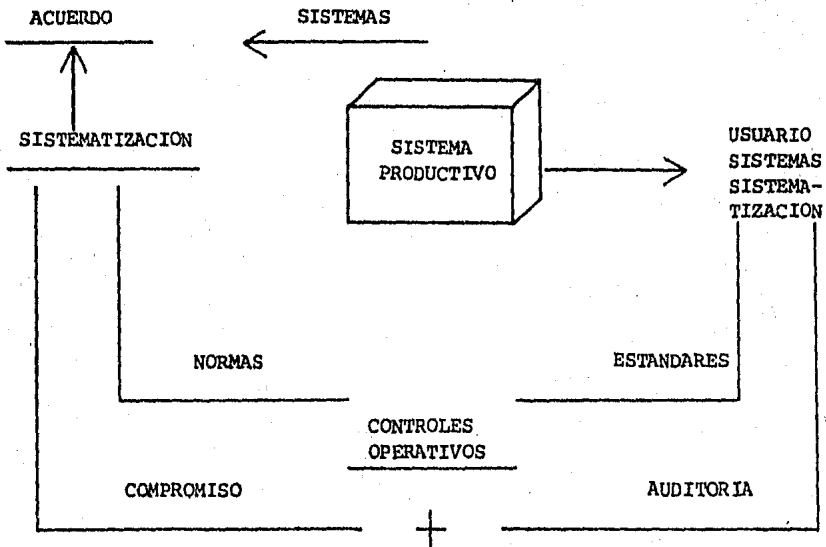 ACUERDO
SISTEMAS
SISTEMATIZACION
SISTEMA
PRODUCTIVO
USUARIO
SISTEMAS
SISTEMA-
TIZACION
NORMAS
ESTANDARES
CONTROLES
OPERATIVOS
COMPROMISO
AUDITORIA